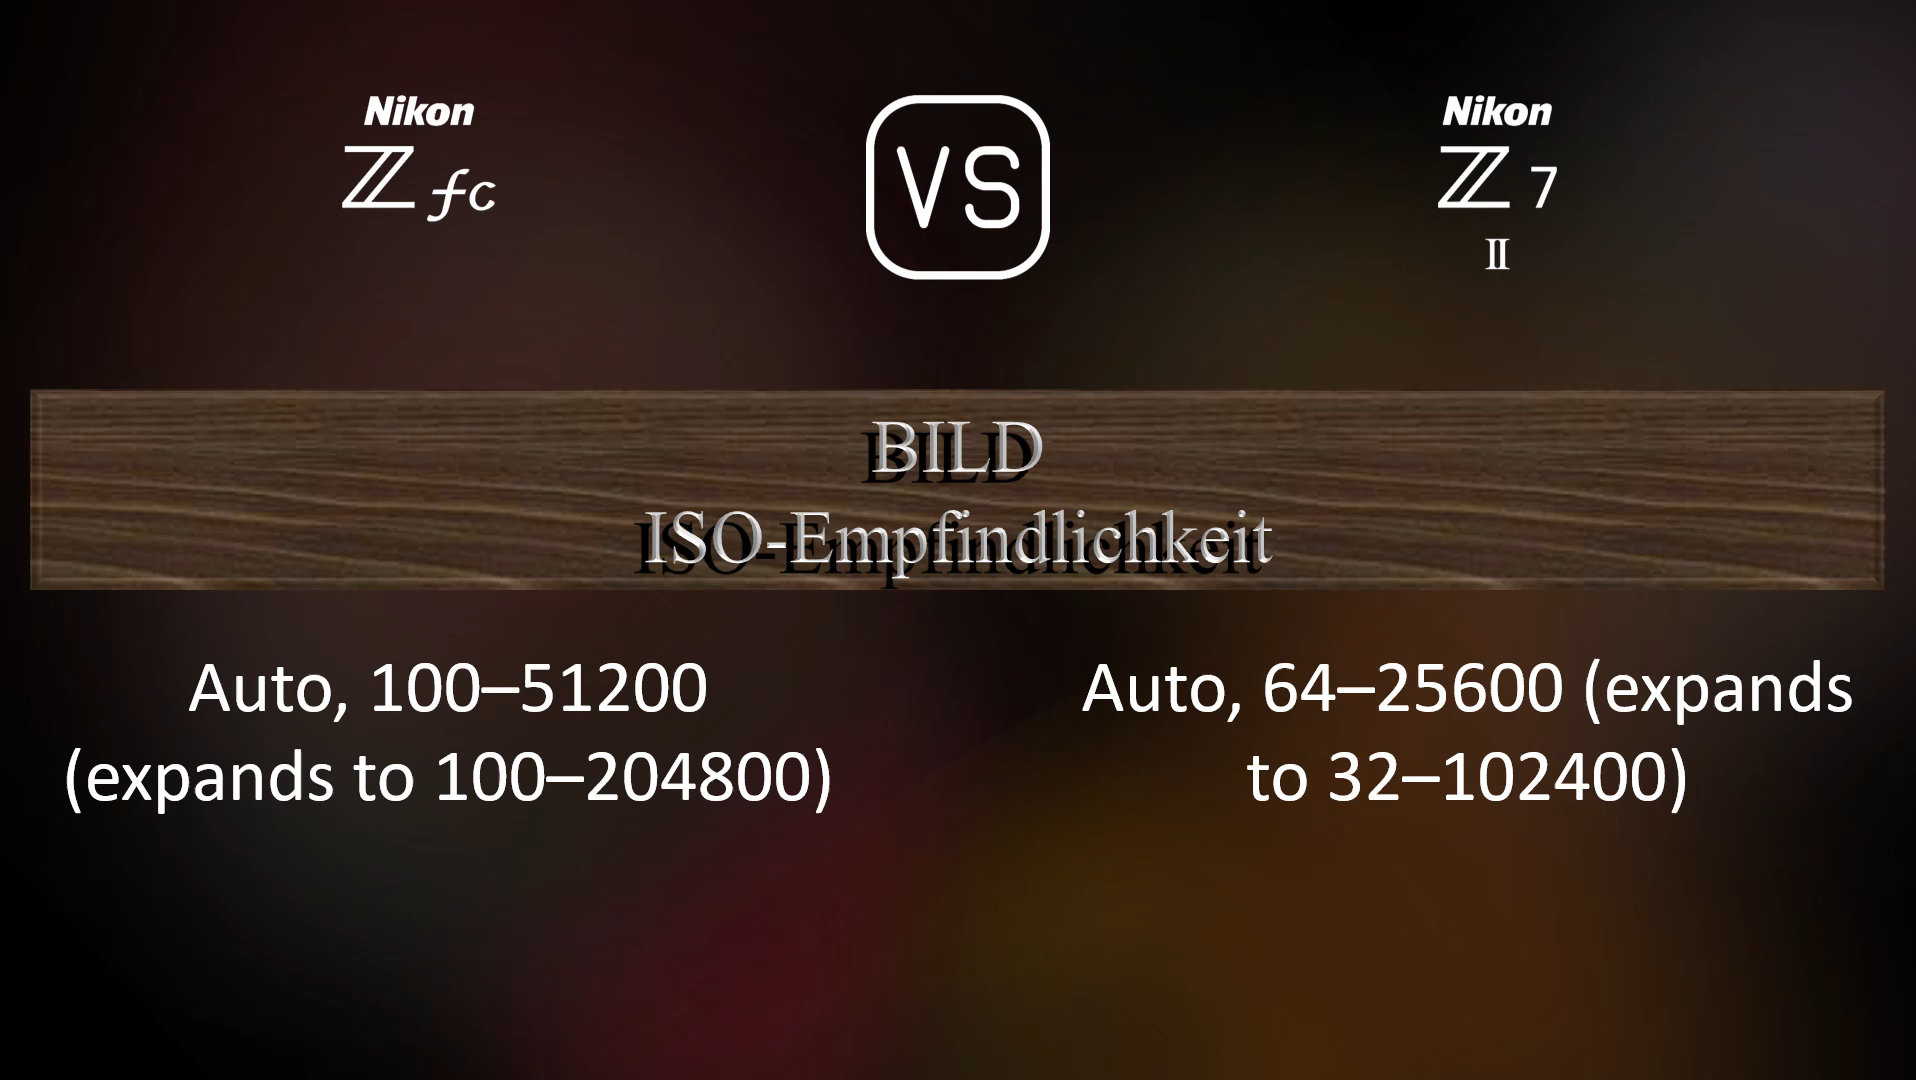 Nikon
Z fc
VS
Nikon
Z 7
II
BILD
ISO-Empfindlichkeit
Auto, 100–51200
(expands to 100–204800)
Auto, 64–25600 (expands
to 32–102400)